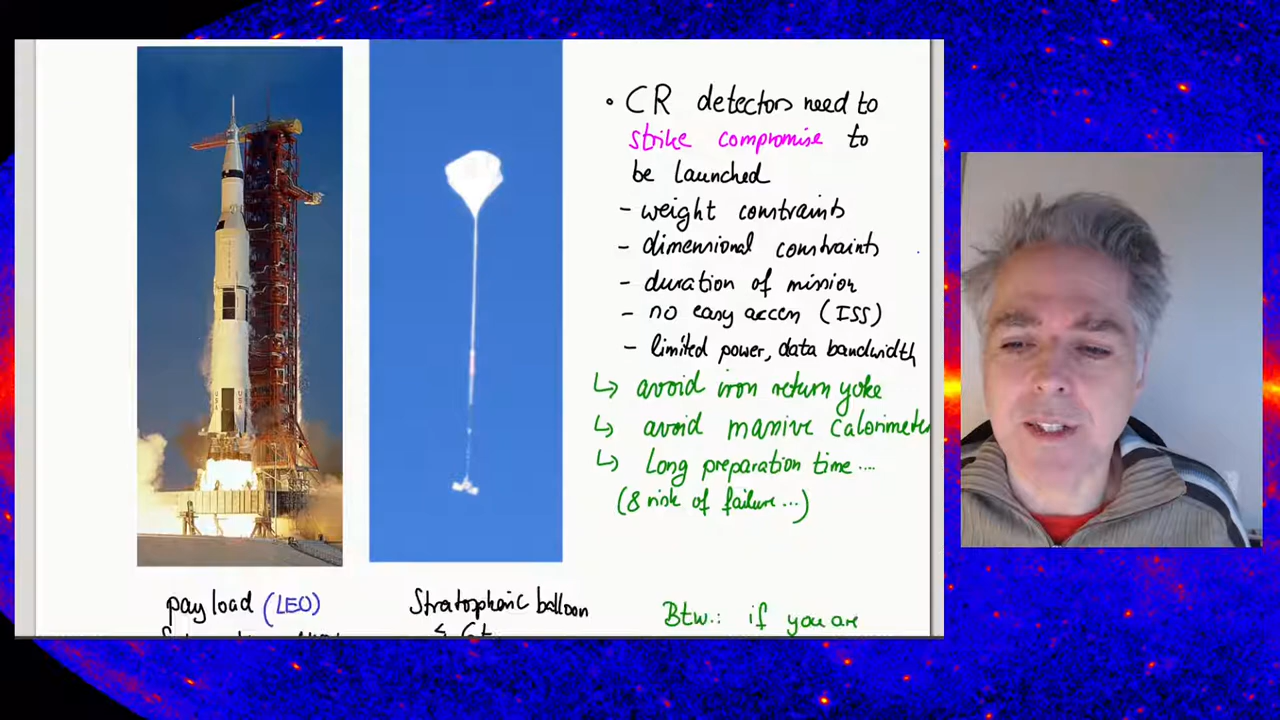 • CR detectors need to
strike compromise to
be launched
- weight constraints
- dimensional constraints
- duration of mission
- no easy access (ISS)
- limited power, data bandwidth
↳ avoid iron return yoke
↳ avoid massive calorimeter
↳ Long preparation time ....
(& risk of failure ...)
payload (LEO)
Stratospheric balloon
Btw.: if you are
USA